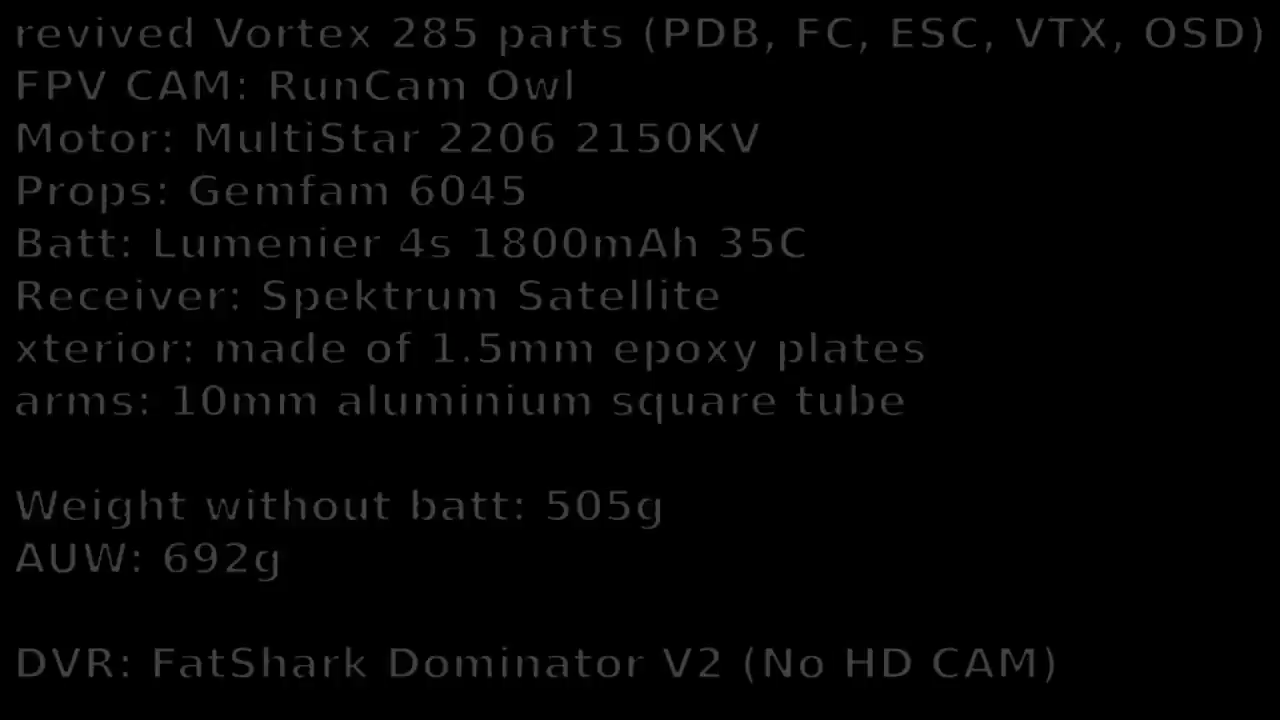 revived Vortex 285 parts (PDB, FC, ESC, VTX, OSD)
FPV CAM: RunCam Owl
Motor: MultiStar 2206 2150KV
Props: Gemfam 6045
Batt: Lumenier 4s 1800mAh 35C
Receiver: Spektrum Satellite
xterior: made of 1.5mm epoxy plates
arms: 10mm aluminium square tube
Weight without batt: 505g
AUW: 692g
DVR: FatShark Dominator V2 (No HD CAM)